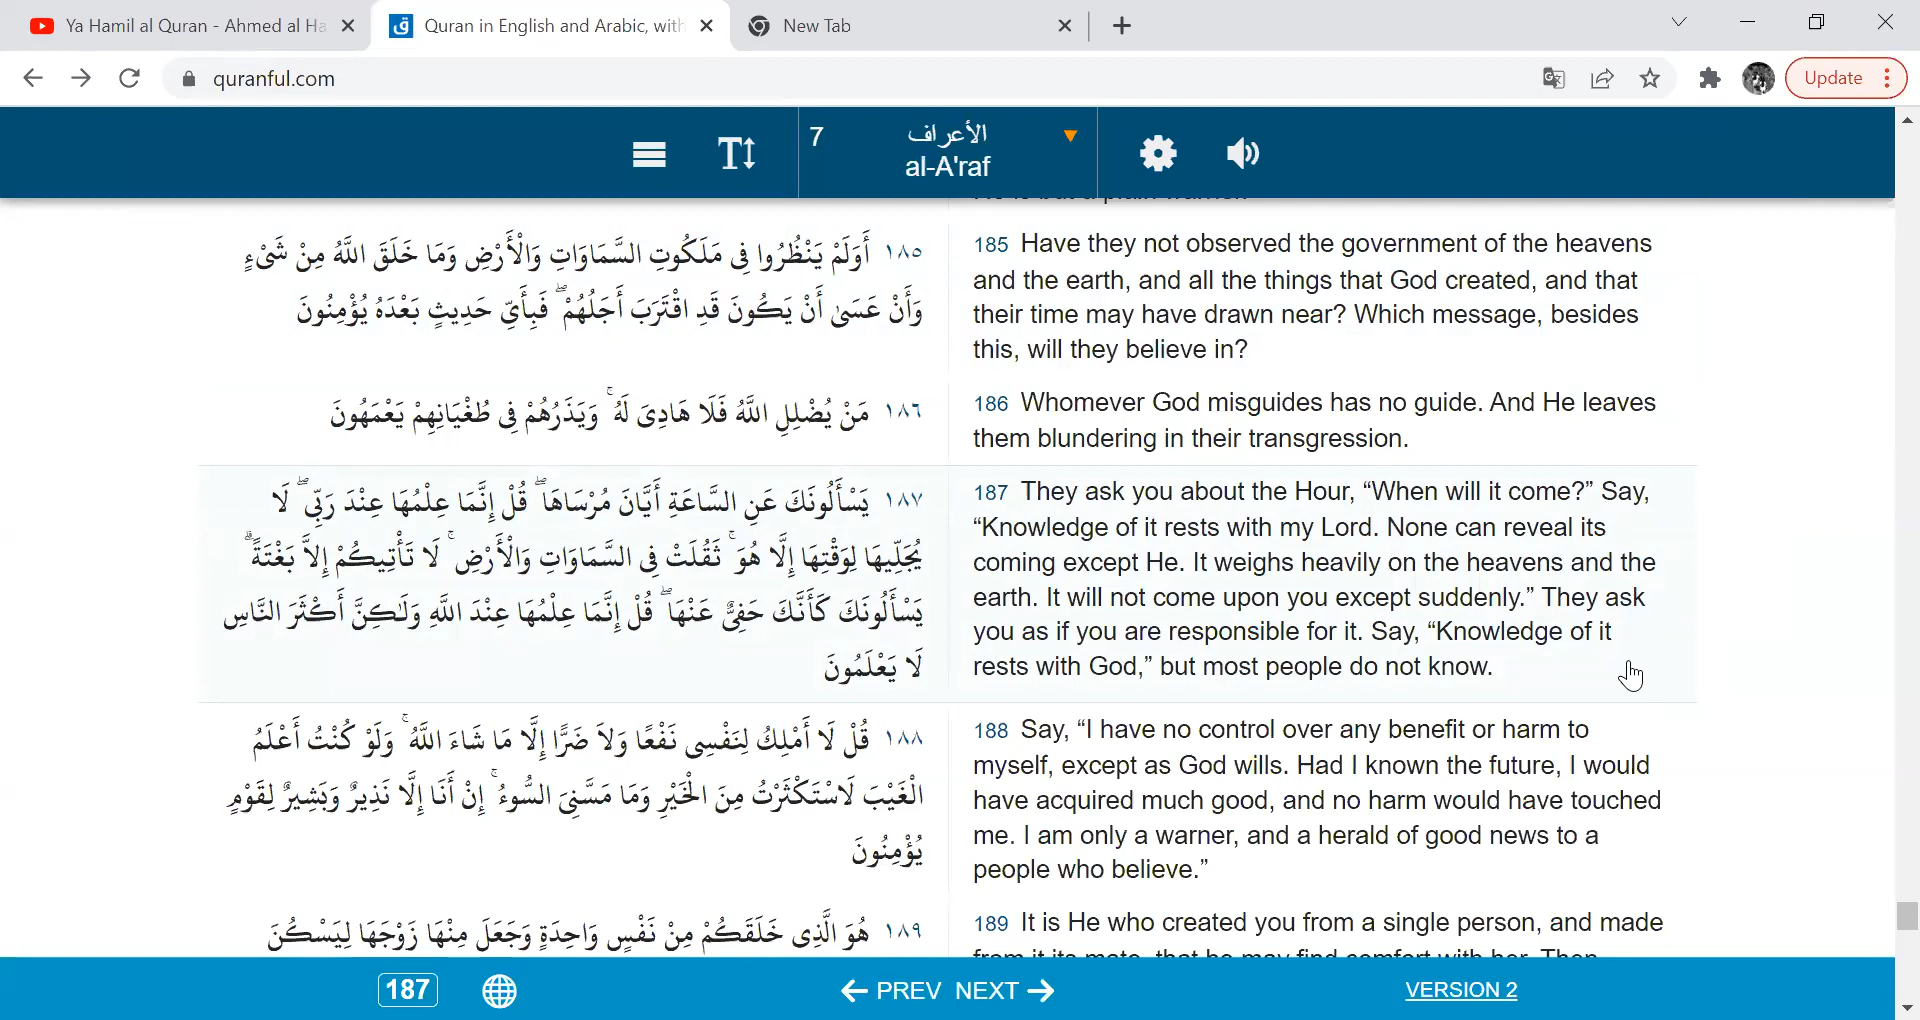 Ya Hamil al Quran - Ahmed al Ha
Quran in English and Arabic, with
New Tab
quranful.com
Update
7
الأعراف
al-A'raf
١٨٥ أَوَلَمْ يَنْظُرُوا فِي مَلَكُوتِ السَّمَاوَاتِ وَالْأَرْضِ وَمَا خَلَقَ اللَّهُ مِنْ شَيْءٍ
وَأَنْ عَسَىٰ أَنْ يَكُونَ قَدِ اقْتَرَبَ أَجَلُهُمْ ۖ فَبِأَيِّ حَدِيثٍ بَعْدَهُ يُؤْمِنُونَ
185 Have they not observed the government of the heavens
and the earth, and all the things that God created, and that
their time may have drawn near? Which message, besides
this, will they believe in?
١٨٦ مَنْ يُضْلِلِ اللَّهُ فَلَا هَادِيَ لَهُ ۚ وَيَذَرُهُمْ فِي طُغْيَانِهِمْ يَعْمَهُونَ
186 Whomever God misguides has no guide. And He leaves
them blundering in their transgression.
١٨٧ يَسْأَلُونَكَ عَنِ السَّاعَةِ أَيَّانَ مُرْسَاهَا ۖ قُلْ إِنَّمَا عِلْمُهَا عِنْدَ رَبِّي ۖ لَا
يُجَلِّيهَا لِوَقْتِهَا إِلَّا هُوَ ۚ ثَقُلَتْ فِي السَّمَاوَاتِ وَالْأَرْضِ ۚ لَا تَأْتِيكُمْ إِلَّا بَغْتَةً ۗ
يَسْأَلُونَكَ كَأَنَّكَ حَفِيٌّ عَنْهَا ۖ قُلْ إِنَّمَا عِلْمُهَا عِنْدَ اللَّهِ وَلَٰكِنَّ أَكْثَرَ النَّاسِ
لَا يَعْلَمُونَ
187 They ask you about the Hour, “When will it come?” Say,
“Knowledge of it rests with my Lord. None can reveal its
coming except He. It weighs heavily on the heavens and the
earth. It will not come upon you except suddenly.” They ask
you as if you are responsible for it. Say, “Knowledge of it
rests with God,” but most people do not know.
١٨٨ قُلْ لَا أَمْلِكُ لِنَفْسِي نَفْعًا وَلَا ضَرًّا إِلَّا مَا شَاءَ اللَّهُ ۚ وَلَوْ كُنْتُ أَعْلَمُ
الْغَيْبَ لَاسْتَكْثَرْتُ مِنَ الْخَيْرِ وَمَا مَسَّنِيَ السُّوءُ ۚ إِنْ أَنَا إِلَّا نَذِيرٌ وَبَشِيرٌ لِقَوْمٍ
يُؤْمِنُونَ
188 Say, “I have no control over any benefit or harm to
myself, except as God wills. Had I known the future, I would
have acquired much good, and no harm would have touched
me. I am only a warner, and a herald of good news to a
people who believe.”
١٨٩ هُوَ الَّذِي خَلَقَكُمْ مِنْ نَفْسٍ وَاحِدَةٍ وَجَعَلَ مِنْهَا زَوْجَهَا لِيَسْكُنَ
189 It is He who created you from a single person, and made
from it its mate, that he may find comfort with her. Then
187
PREV NEXT
VERSION 2